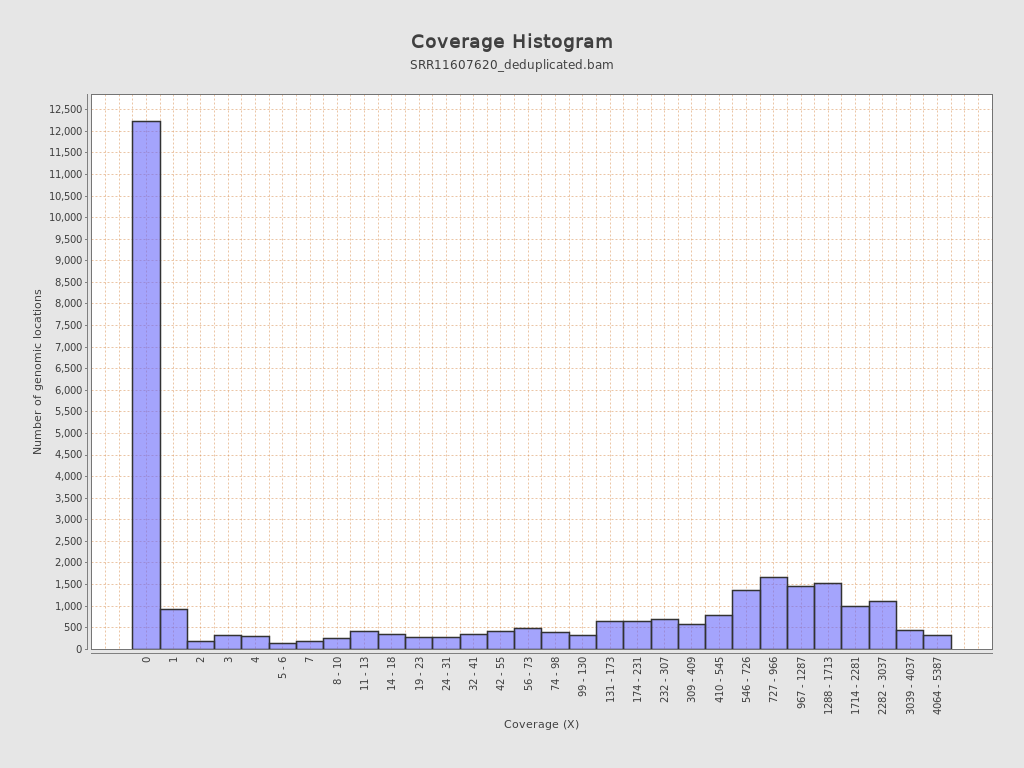 Coverage Histogram
SRR11607620_deduplicated.bam
12,500
12,000
11,500
11,000
10,500
10,000
9,500
9,000
8,500
8,000
7,500
7,000
6,500
6,000
5,500
5,000
4,500
4,000
3,500
3,000
2,500
2,000
1,500
1,000
500
0
Number of genomic locations
0
1
2
3
4
5 - 6
7
8 - 10
11 - 13
14 - 18
19 - 23
24 - 31
32 - 41
42 - 55
56 - 73
74 - 98
99 - 130
131 - 173
174 - 231
232 - 307
309 - 409
410 - 545
546 - 726
727 - 966
967 - 1287
1288 - 1713
1714 - 2281
2282 - 3037
3039 - 4037
4064 - 5387
Coverage (X)